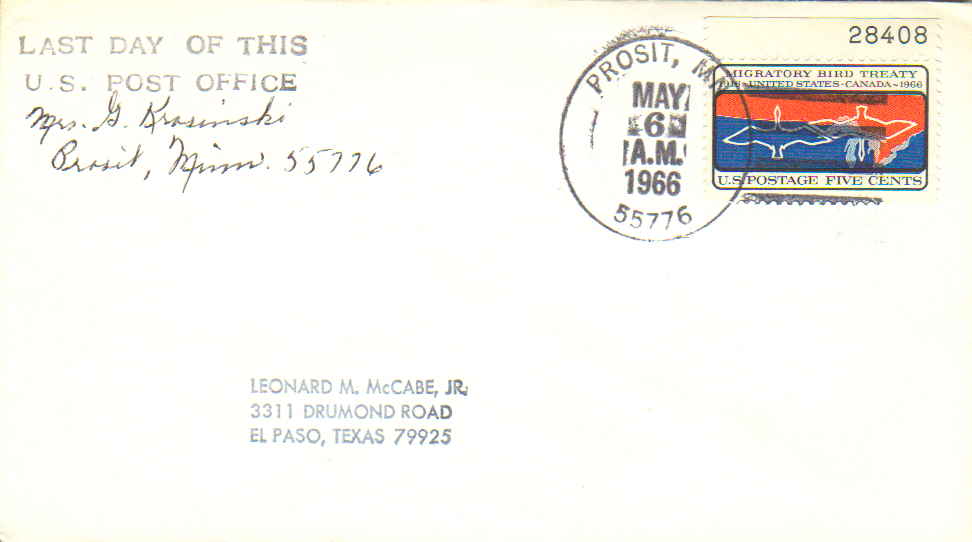 LAST DAY OF THIS
U.S. POST OFFICE
Mrs. G. Krosinski
Prosit, Minn. 55776
PROSIT, MN
MAY
6
A.M.
1966
55776
28408
MIGRATORY BIRD TREATY
UNITED STATES-CANADA-1966
U.S. POSTAGE FIVE CENTS
LEONARD M. McCABE, JR.
3311 DRUMOND ROAD
EL PASO, TEXAS 79925